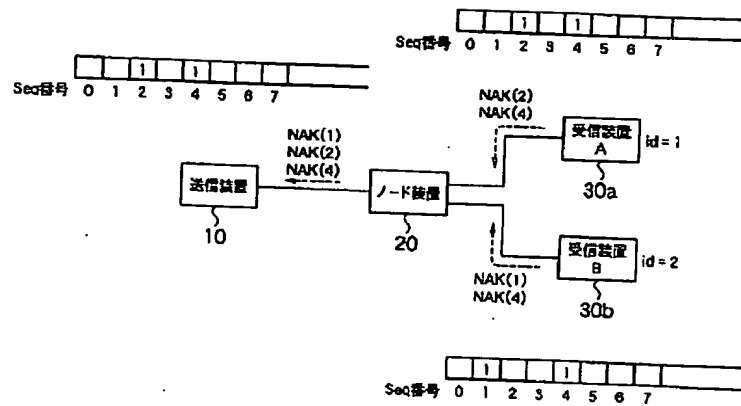 1 1
Seq番号 0 1 2 3 4 5 6 7
1 1
Seq番号 0 1 2 3 4 5 6 7
NAK(2)
NAK(4)
NAK(1)
NAK(2)
NAK(4)
受信装置
A
id=1
30a
送信装置
10
ノード装置
20
受信装置
B
id=2
30b
NAK(1)
NAK(4)
1 1
Seq番号 0 1 2 3 4 5 6 7